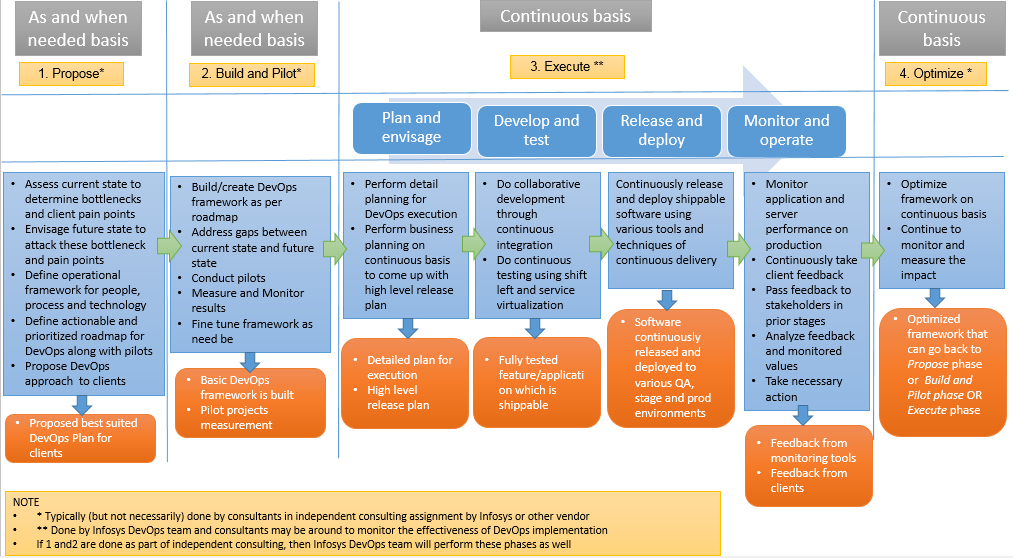 As and when
needed basis
As and when
needed basis
Continuous basis
Continuous
basis
1. Propose*
2. Build and Pilot*
3. Execute **
4. Optimize *
Plan and
envisage
Develop and
test
Release and
deploy
Monitor and
operate
• Assess current state to
determine bottlenecks
and client pain points
• Envisage future state to
attack these bottleneck
and pain points
• Define operational
framework for people,
process and technology
• Define actionable and
prioritized roadmap for
DevOps along with pilots
• Propose DevOps
approach to clients
• Proposed best suited
DevOps Plan for
clients
• Build/create DevOps
framework as per
roadmap
• Address gaps between
current state and future
state
• Conduct pilots
• Measure and Monitor
results
• Fine tune framework as
need be
• Basic DevOps
framework is built
• Pilot projects
measurement
• Perform detail
planning for
DevOps execution
• Perform business
planning on
continuous basis
to come up with
high level release
plan
• Detailed plan for
execution
• High level
release plan
• Do collaborative
development
through
continuous
integration
• Do continuous
testing using shift
left and service
virtualization
• Fully tested
feature/applicati
on which is
shippable
Continuously release
and deploy shippable
software using
various tools and
techniques of
continuous delivery
• Software
continuously
released and
deployed to
various QA,
stage and prod
environments
• Monitor
application and
server
performance on
production
• Continuously take
client feedback
• Pass feedback to
stakeholders in
prior stages
• Analyze feedback
and monitored
values
• Take necessary
action
• Feedback from
monitoring tools
• Feedback from
clients
• Optimize
framework on
continuous basis
• Continue to
monitor and
measure the
impact
• Optimized
framework that
can go back to
Propose phase
or Build and
Pilot phase OR
Execute phase
NOTE
• * Typically (but not necessarily) done by consultants in independent consulting assignment by Infosys or other vendor
• ** Done by Infosys DevOps team and consultants may be around to monitor the effectiveness of DevOps implementation
• If 1 and2 are done as part of independent consulting, then Infosys DevOps team will perform these phases as well